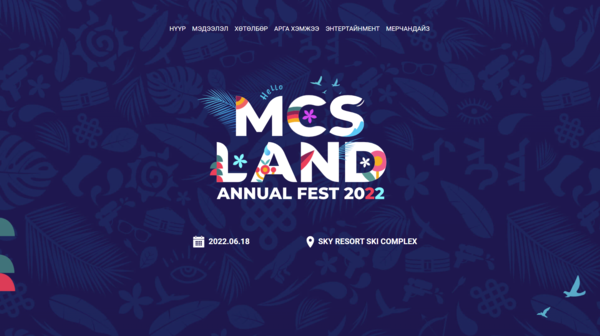 НҮҮР МЭДЭЭЛЭЛ ХӨТӨЛБӨР АРГА ХЭМЖЭЭ ЭНТЕРТАЙНМЕНТ МЕРЧАНДАЙЗ
Hello
MCS
LAND
ANNUAL FEST 2022
2022.06.18 SKY RESORT SKI COMPLEX